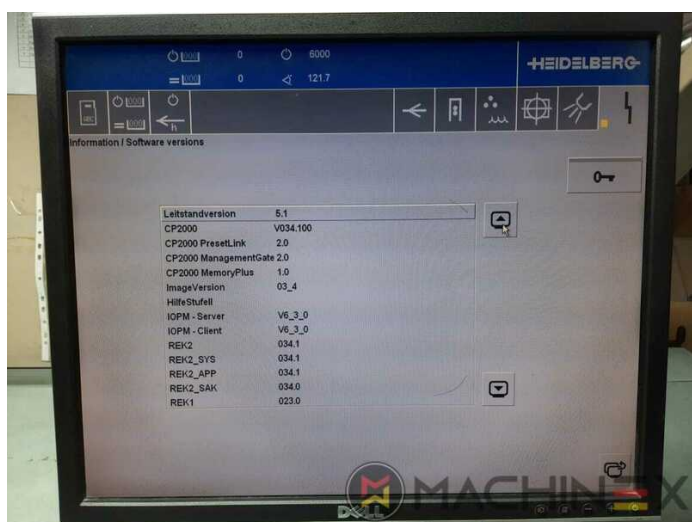 0 6000
0 121.7
HEIDELBERG
ABC
h
Information / Software versions
Leitstandversion 5.1
CP2000 V034.100
CP2000 PresetLink 2.0
CP2000 ManagementGate 2.0
CP2000 MemoryPlus 1.0
ImageVersion 03_4
HilfeStufeII
IOPM - Server V6_3_0
IOPM - Client V6_3_0
REK2 034.1
REK2_SYS 034.1
REK2_APP 034.1
REK2_SAK 034.0
REK1 023.0
MACHINEX
DELL